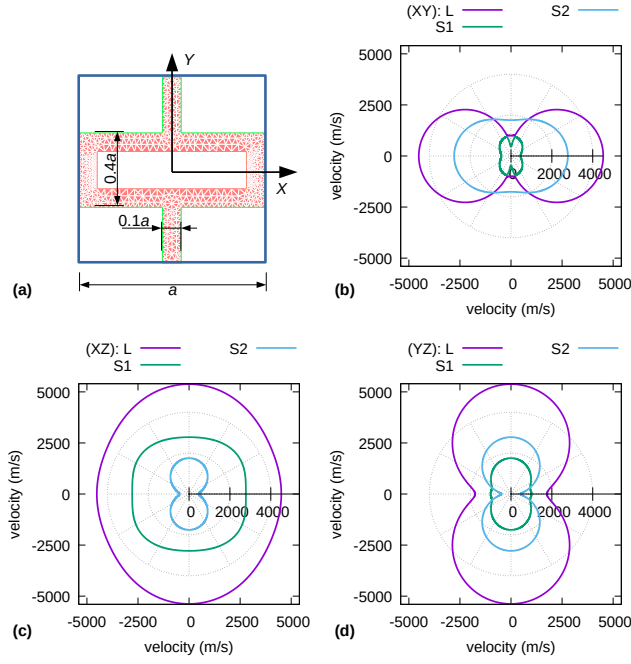 (a)
Y
X
0.4a
0.1a
a
(b)
(XY): L
S2
S1
5000
2500
0
-2500
-5000
velocity (m/s)
0 2000 4000
-5000 -2500 0 2500 5000
velocity (m/s)
(c)
(XZ): L
S2
S1
5000
2500
0
-2500
-5000
velocity (m/s)
0 2000 4000
-5000 -2500 0 2500 5000
velocity (m/s)
(d)
(YZ): L
S2
S1
5000
2500
0
-2500
-5000
velocity (m/s)
0 2000 4000
-5000 -2500 0 2500 5000
velocity (m/s)